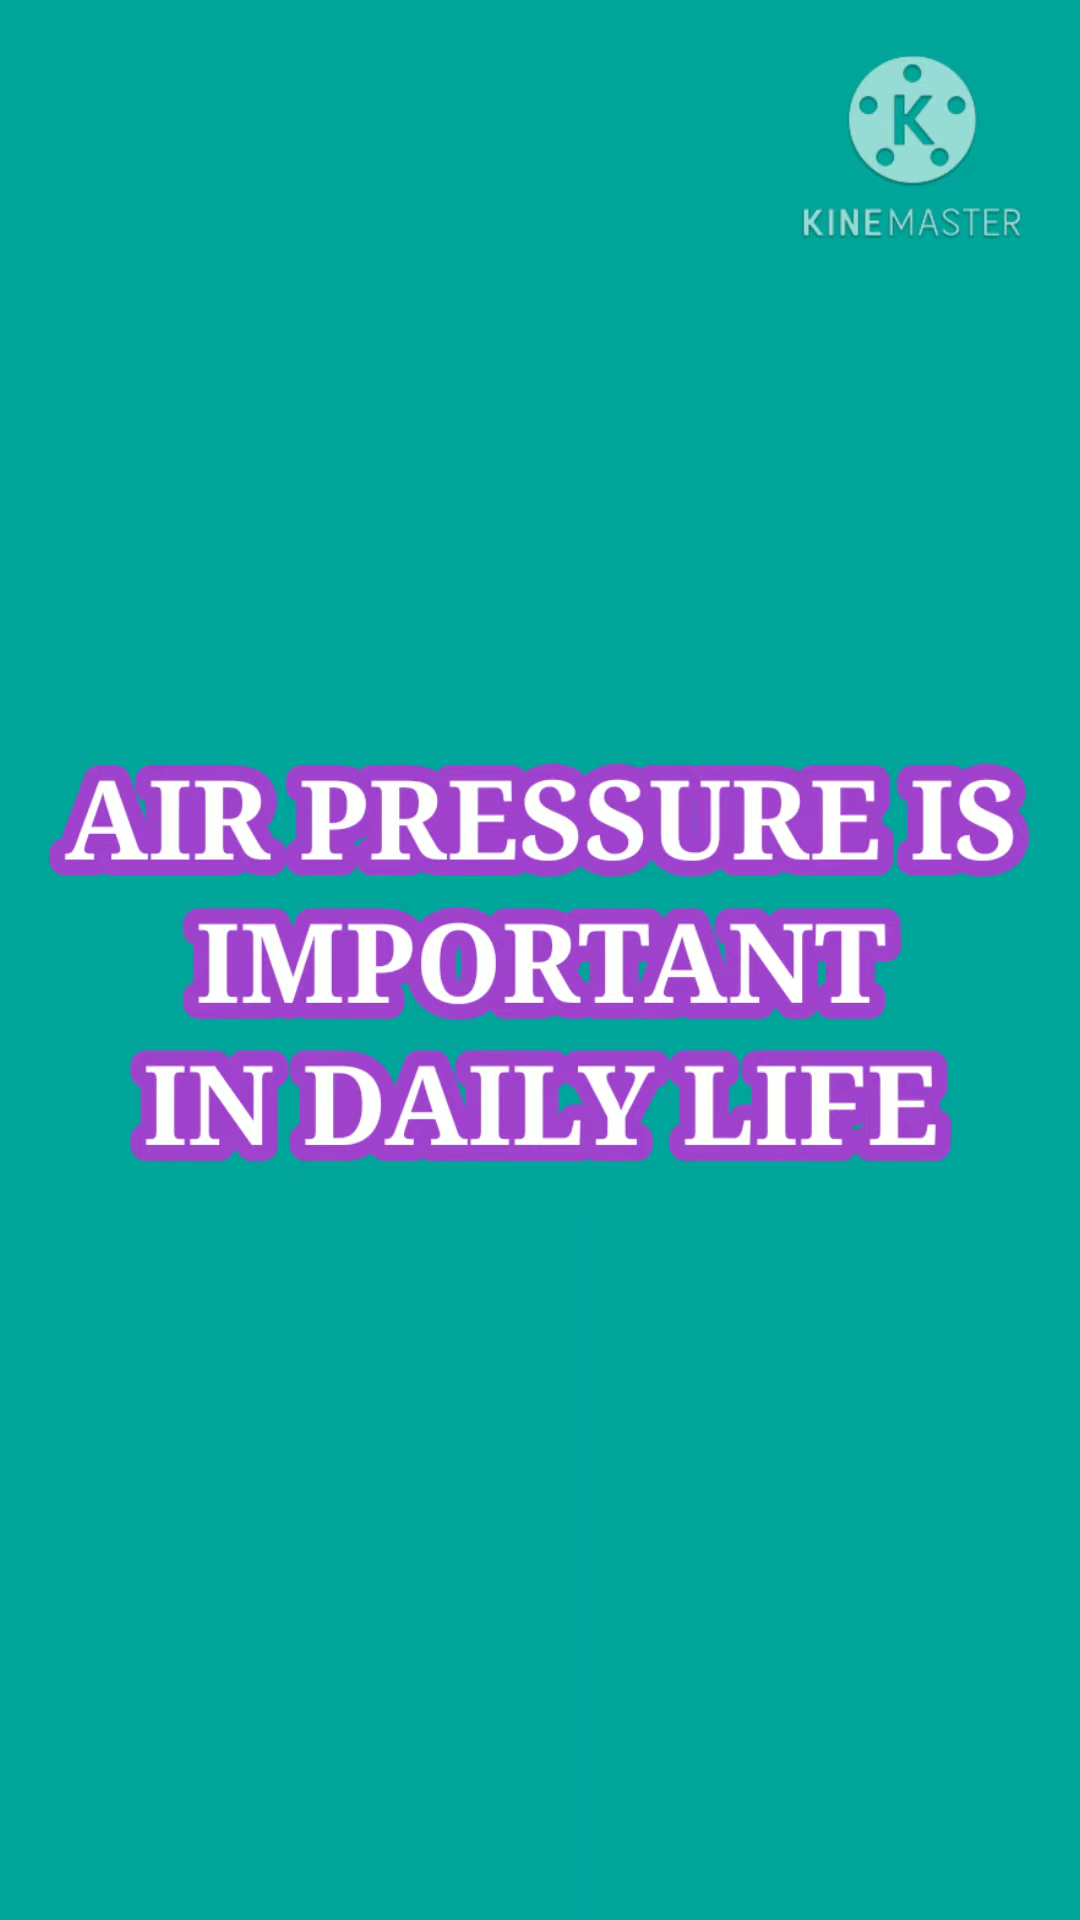 K
KINEMASTER
AIR PRESSURE IS
IMPORTANT
IN DAILY LIFE